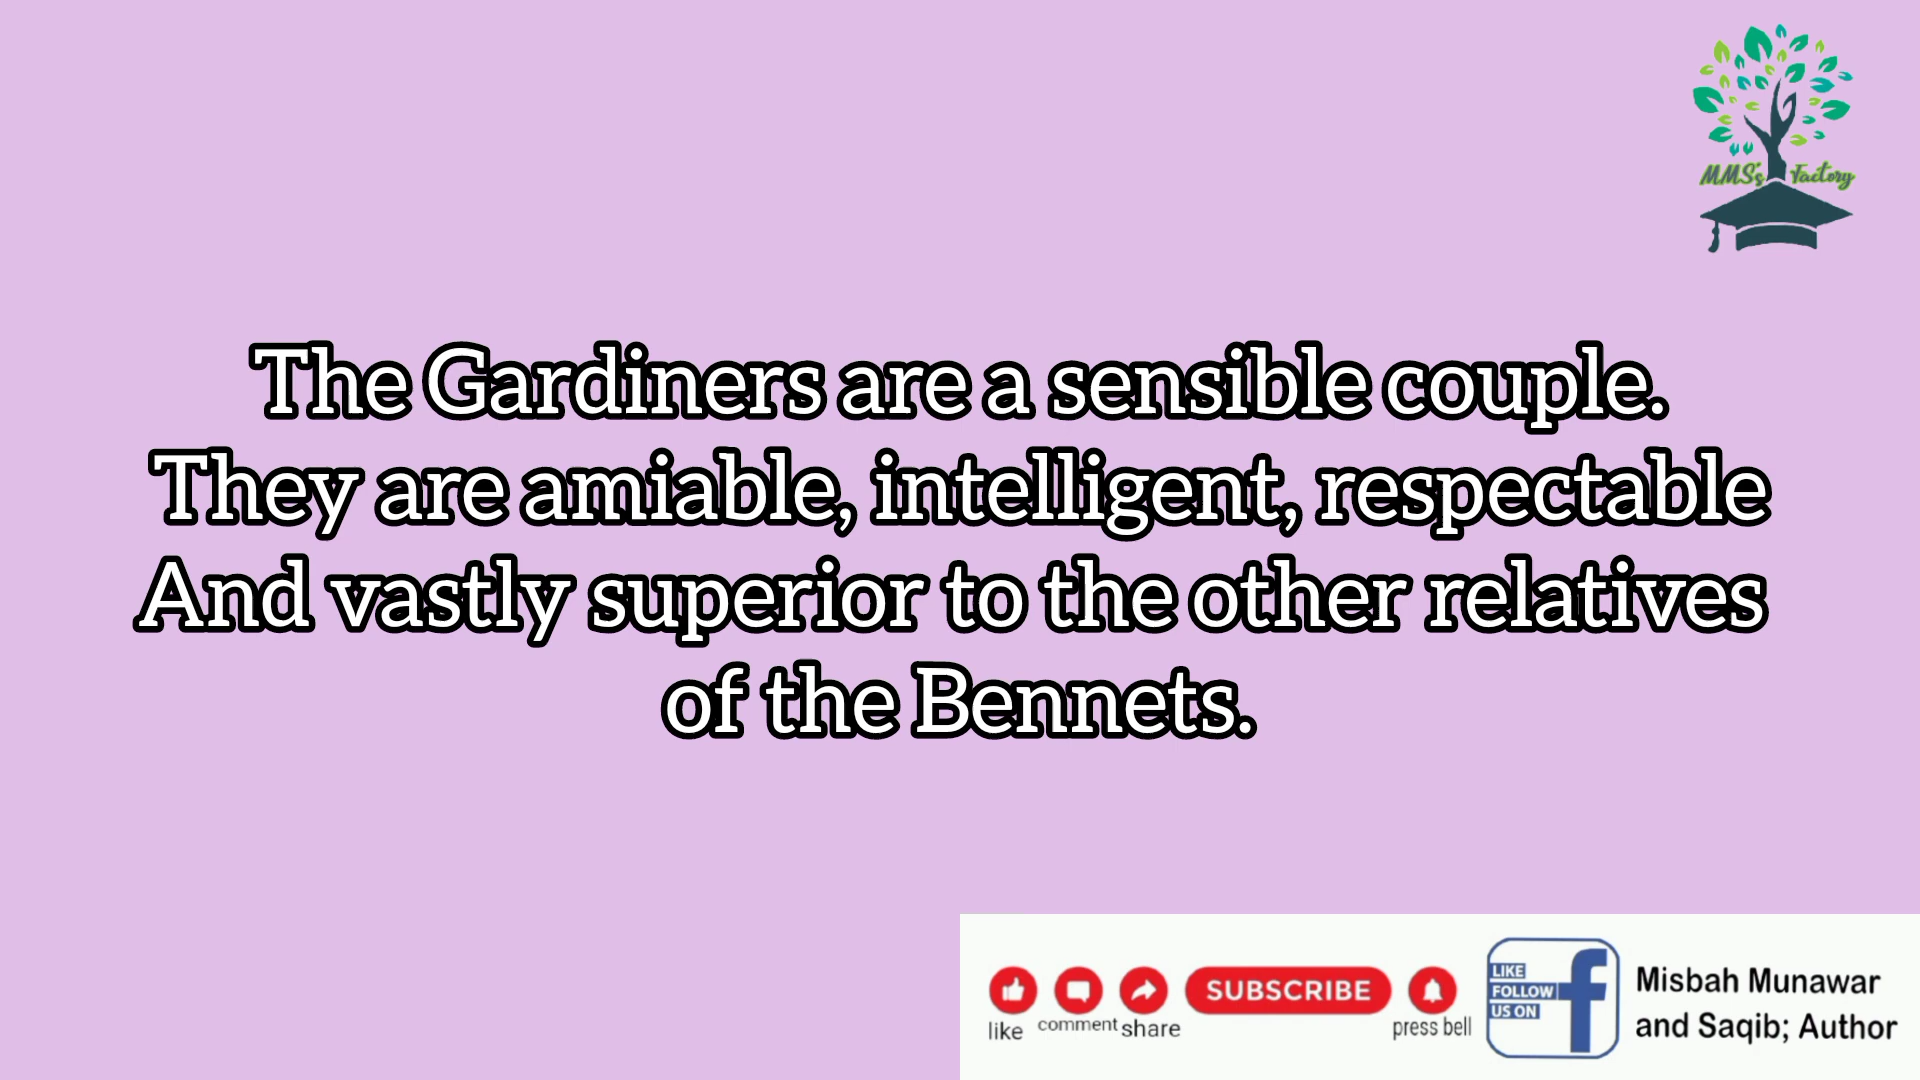 MMS's Factory
The Gardiners are a sensible couple.
They are amiable, intelligent, respectable
And vastly superior to the other relatives
of the Bennets.
like comment share SUBSCRIBE press bell
LIKE
FOLLOW
US ON
Misbah Munawar
and Saqib; Author